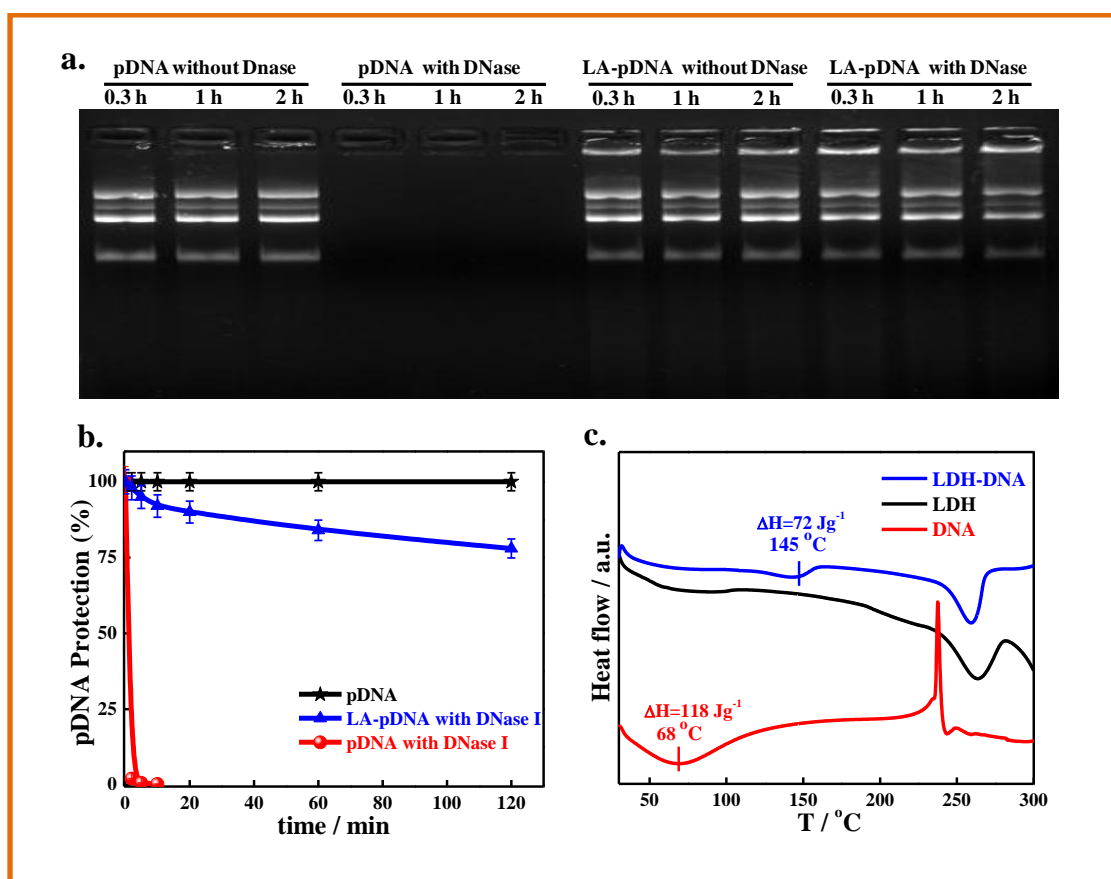 a.
pDNA without Dnase pDNA with DNase LA-pDNA without DNase LA-pDNA with DNase
0.3 h 1 h 2 h 0.3 h 1 h 2 h 0.3 h 1 h 2 h 0.3 h 1 h 2 h
b.
pDNA Protection (%)
100
75
50
25
0
pDNA
LA-pDNA with DNase I
pDNA with DNase I
0 20 40 60 80 100 120
time / min
c.
Heat flow / a.u.
LDH-DNA
LDH
DNA
ΔH=72 Jg-1
145 oC
ΔH=118 Jg-1
68 oC
50 100 150 200 250 300
T / oC